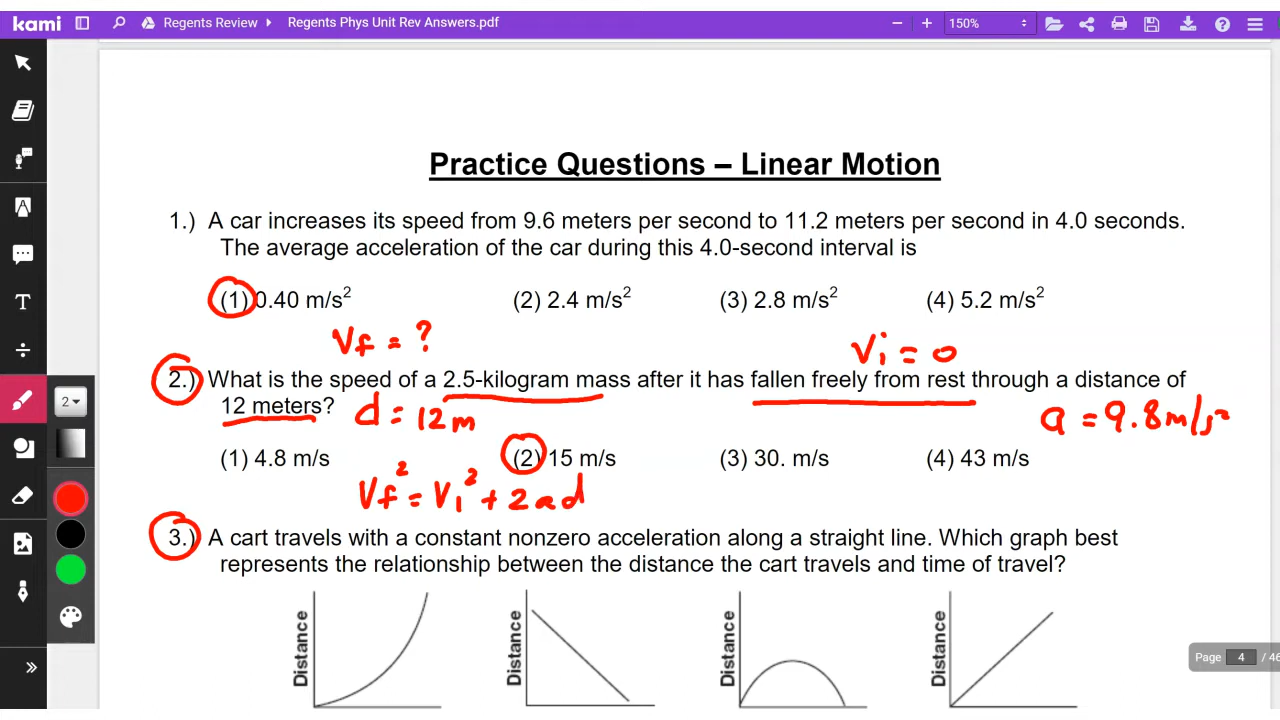 kami Regents Review Regents Phys Unit Rev Answers.pdf 150%
Practice Questions – Linear Motion
1.) A car increases its speed from 9.6 meters per second to 11.2 meters per second in 4.0 seconds.
The average acceleration of the car during this 4.0-second interval is
(1) 0.40 m/s² (2) 2.4 m/s² (3) 2.8 m/s² (4) 5.2 m/s²
Vf = ? Vi = 0
2.) What is the speed of a 2.5-kilogram mass after it has fallen freely from rest through a distance of
12 meters? d = 12m a = 9.8m/s²
(1) 4.8 m/s (2) 15 m/s (3) 30. m/s (4) 43 m/s
Vf² = Vi² + 2ad
3.) A cart travels with a constant nonzero acceleration along a straight line. Which graph best
represents the relationship between the distance the cart travels and time of travel?
Distance Distance Distance Distance
2
T
A
Page 4 / 46